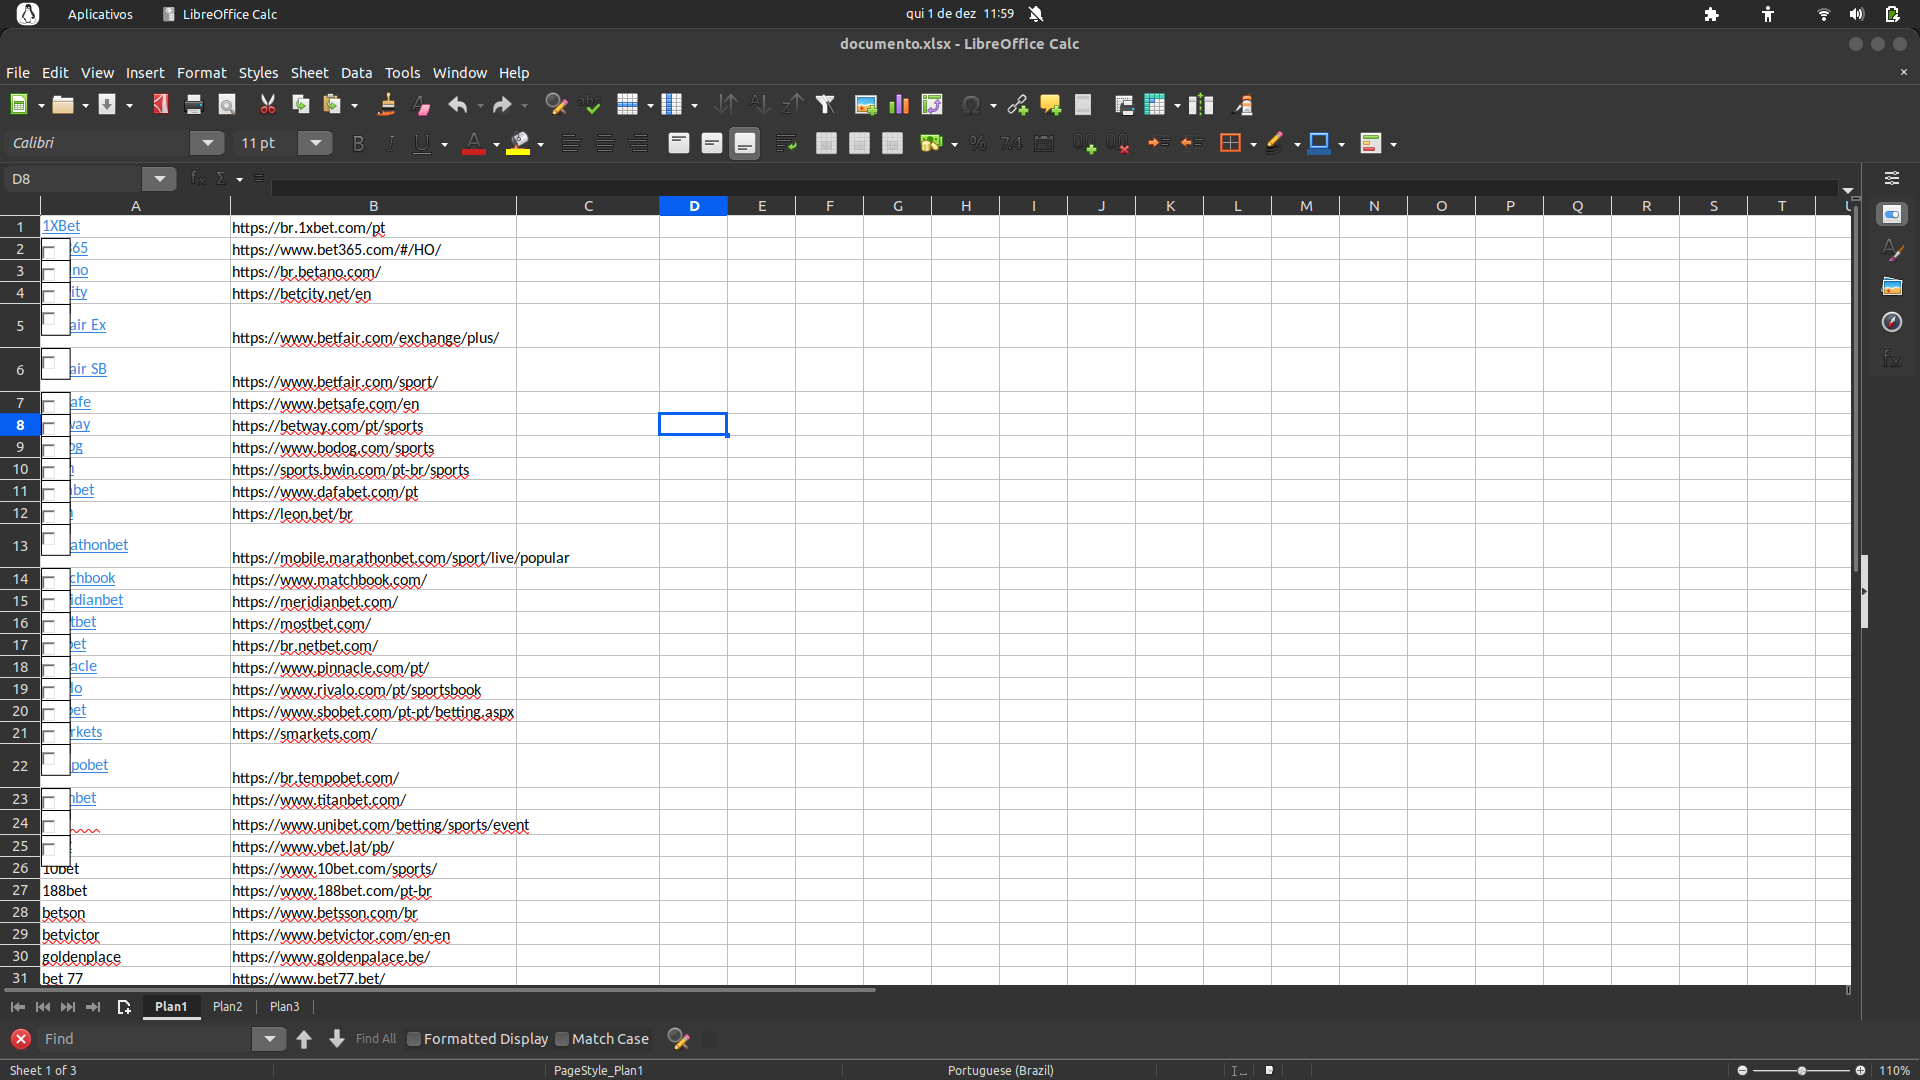 Aplicativos LibreOffice Calc qui 1 de dez 11:59
documento.xlsx - LibreOffice Calc
File Edit View Insert Format Styles Sheet Data Tools Window Help
Calibri 11 pt
D8
A B C D E F G H I J K L M N O P Q R S T
1 1XBet https://br.1xbet.com/pt
2 365 https://www.bet365.com/#/HO/
3 no https://br.betano.com/
4 ity https://betcity.net/en
5 air Ex https://www.betfair.com/exchange/plus/
6 air SB https://www.betfair.com/sport/
7 afe https://www.betsafe.com/en
8 way https://betway.com/pt/sports
9 og https://www.bodog.com/sports
10 https://sports.bwin.com/pt-br/sports
11 abet https://www.dafabet.com/pt
12 https://leon.bet/br
13 athonbet https://mobile.marathonbet.com/sport/live/popular
14 chbook https://www.matchbook.com/
15 idianbet https://meridianbet.com/
16 tbet https://mostbet.com/
17 bet https://br.netbet.com/
18 acle https://www.pinnacle.com/pt/
19 lo https://www.rivalo.com/pt/sportsbook
20 bet https://www.sbobet.com/pt-pt/betting.aspx
21 rkets https://smarkets.com/
22 pobet https://br.tempobet.com/
23 nbet https://www.titanbet.com/
24 https://www.unibet.com/betting/sports/event
25 https://www.vbet.lat/pb/
26 10bet https://www.10bet.com/sports/
27 188bet https://www.188bet.com/pt-br
28 betson https://www.betsson.com/br
29 betvictor https://www.betvictor.com/en-en
30 goldenplace https://www.goldenpalace.be/
31 bet 77 https://www.bet77.bet/
Plan1 Plan2 Plan3
Find Find All Formatted Display Match Case
Sheet 1 of 3 PageStyle_Plan1 Portuguese (Brazil) 110%